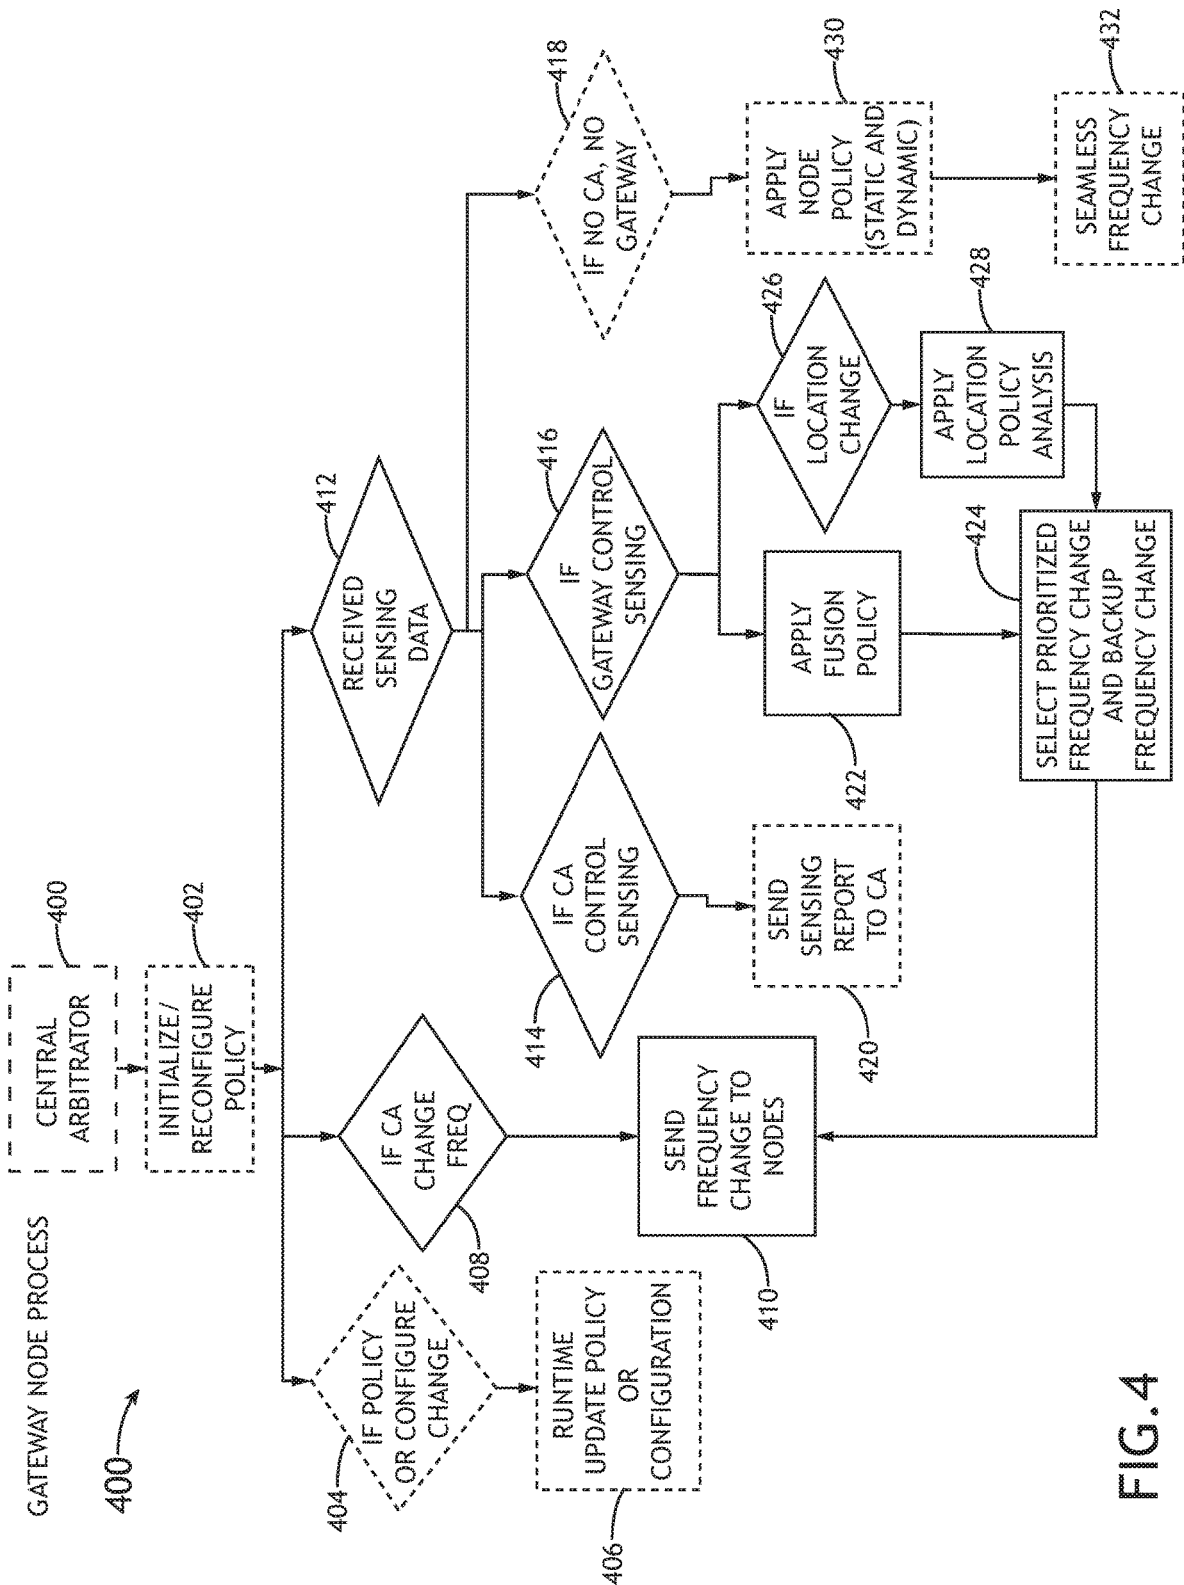 GATEWAY NODE PROCESS
400
CENTRAL
ARBITRATOR
400
INITIALIZE/
RECONFIGURE
POLICY
402
IF POLICY
OR CONFIGURE
CHANGE
404
RUNTIME
UPDATE POLICY
OR
CONFIGURATION
406
IF CA
CHANGE
FREQ
408
SEND
FREQUENCY
CHANGE TO
NODES
410
RECEIVED
SENSING
DATA
412
IF CA
CONTROL
SENSING
414
SEND
SENSING
REPORT
TO CA
420
IF
GATEWAY CONTROL
SENSING
416
APPLY
FUSION
POLICY
422
IF
LOCATION
CHANGE
426
APPLY
LOCATION
POLICY
ANALYSIS
428
SELECT PRIORITIZED
FREQUENCY CHANGE
AND BACKUP
FREQUENCY CHANGE
424
IF NO CA, NO
GATEWAY
418
APPLY
NODE
POLICY
(STATIC AND
DYNAMIC)
430
SEAMLESS
FREQUENCY
CHANGE
432
FIG.4